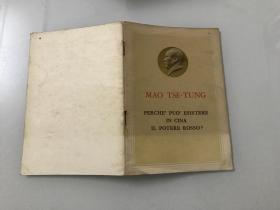 MAO TSE-TUNG
PERCHE' PUO' ESISTERE
IN CINA
IL POTERE ROSSO?